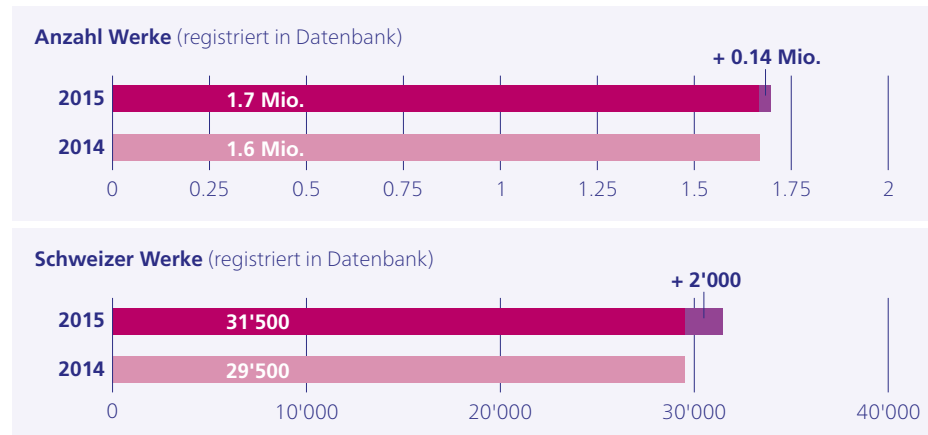 Anzahl Werke (registriert in Datenbank)
+ 0.14 Mio.
2015 1.7 Mio.
2014 1.6 Mio.
0 0.25 0.5 0.75 1 1.25 1.5 1.75 2
Schweizer Werke (registriert in Datenbank)
+ 2'000
2015 31'500
2014 29'500
0 10'000 20'000 30'000 40'000